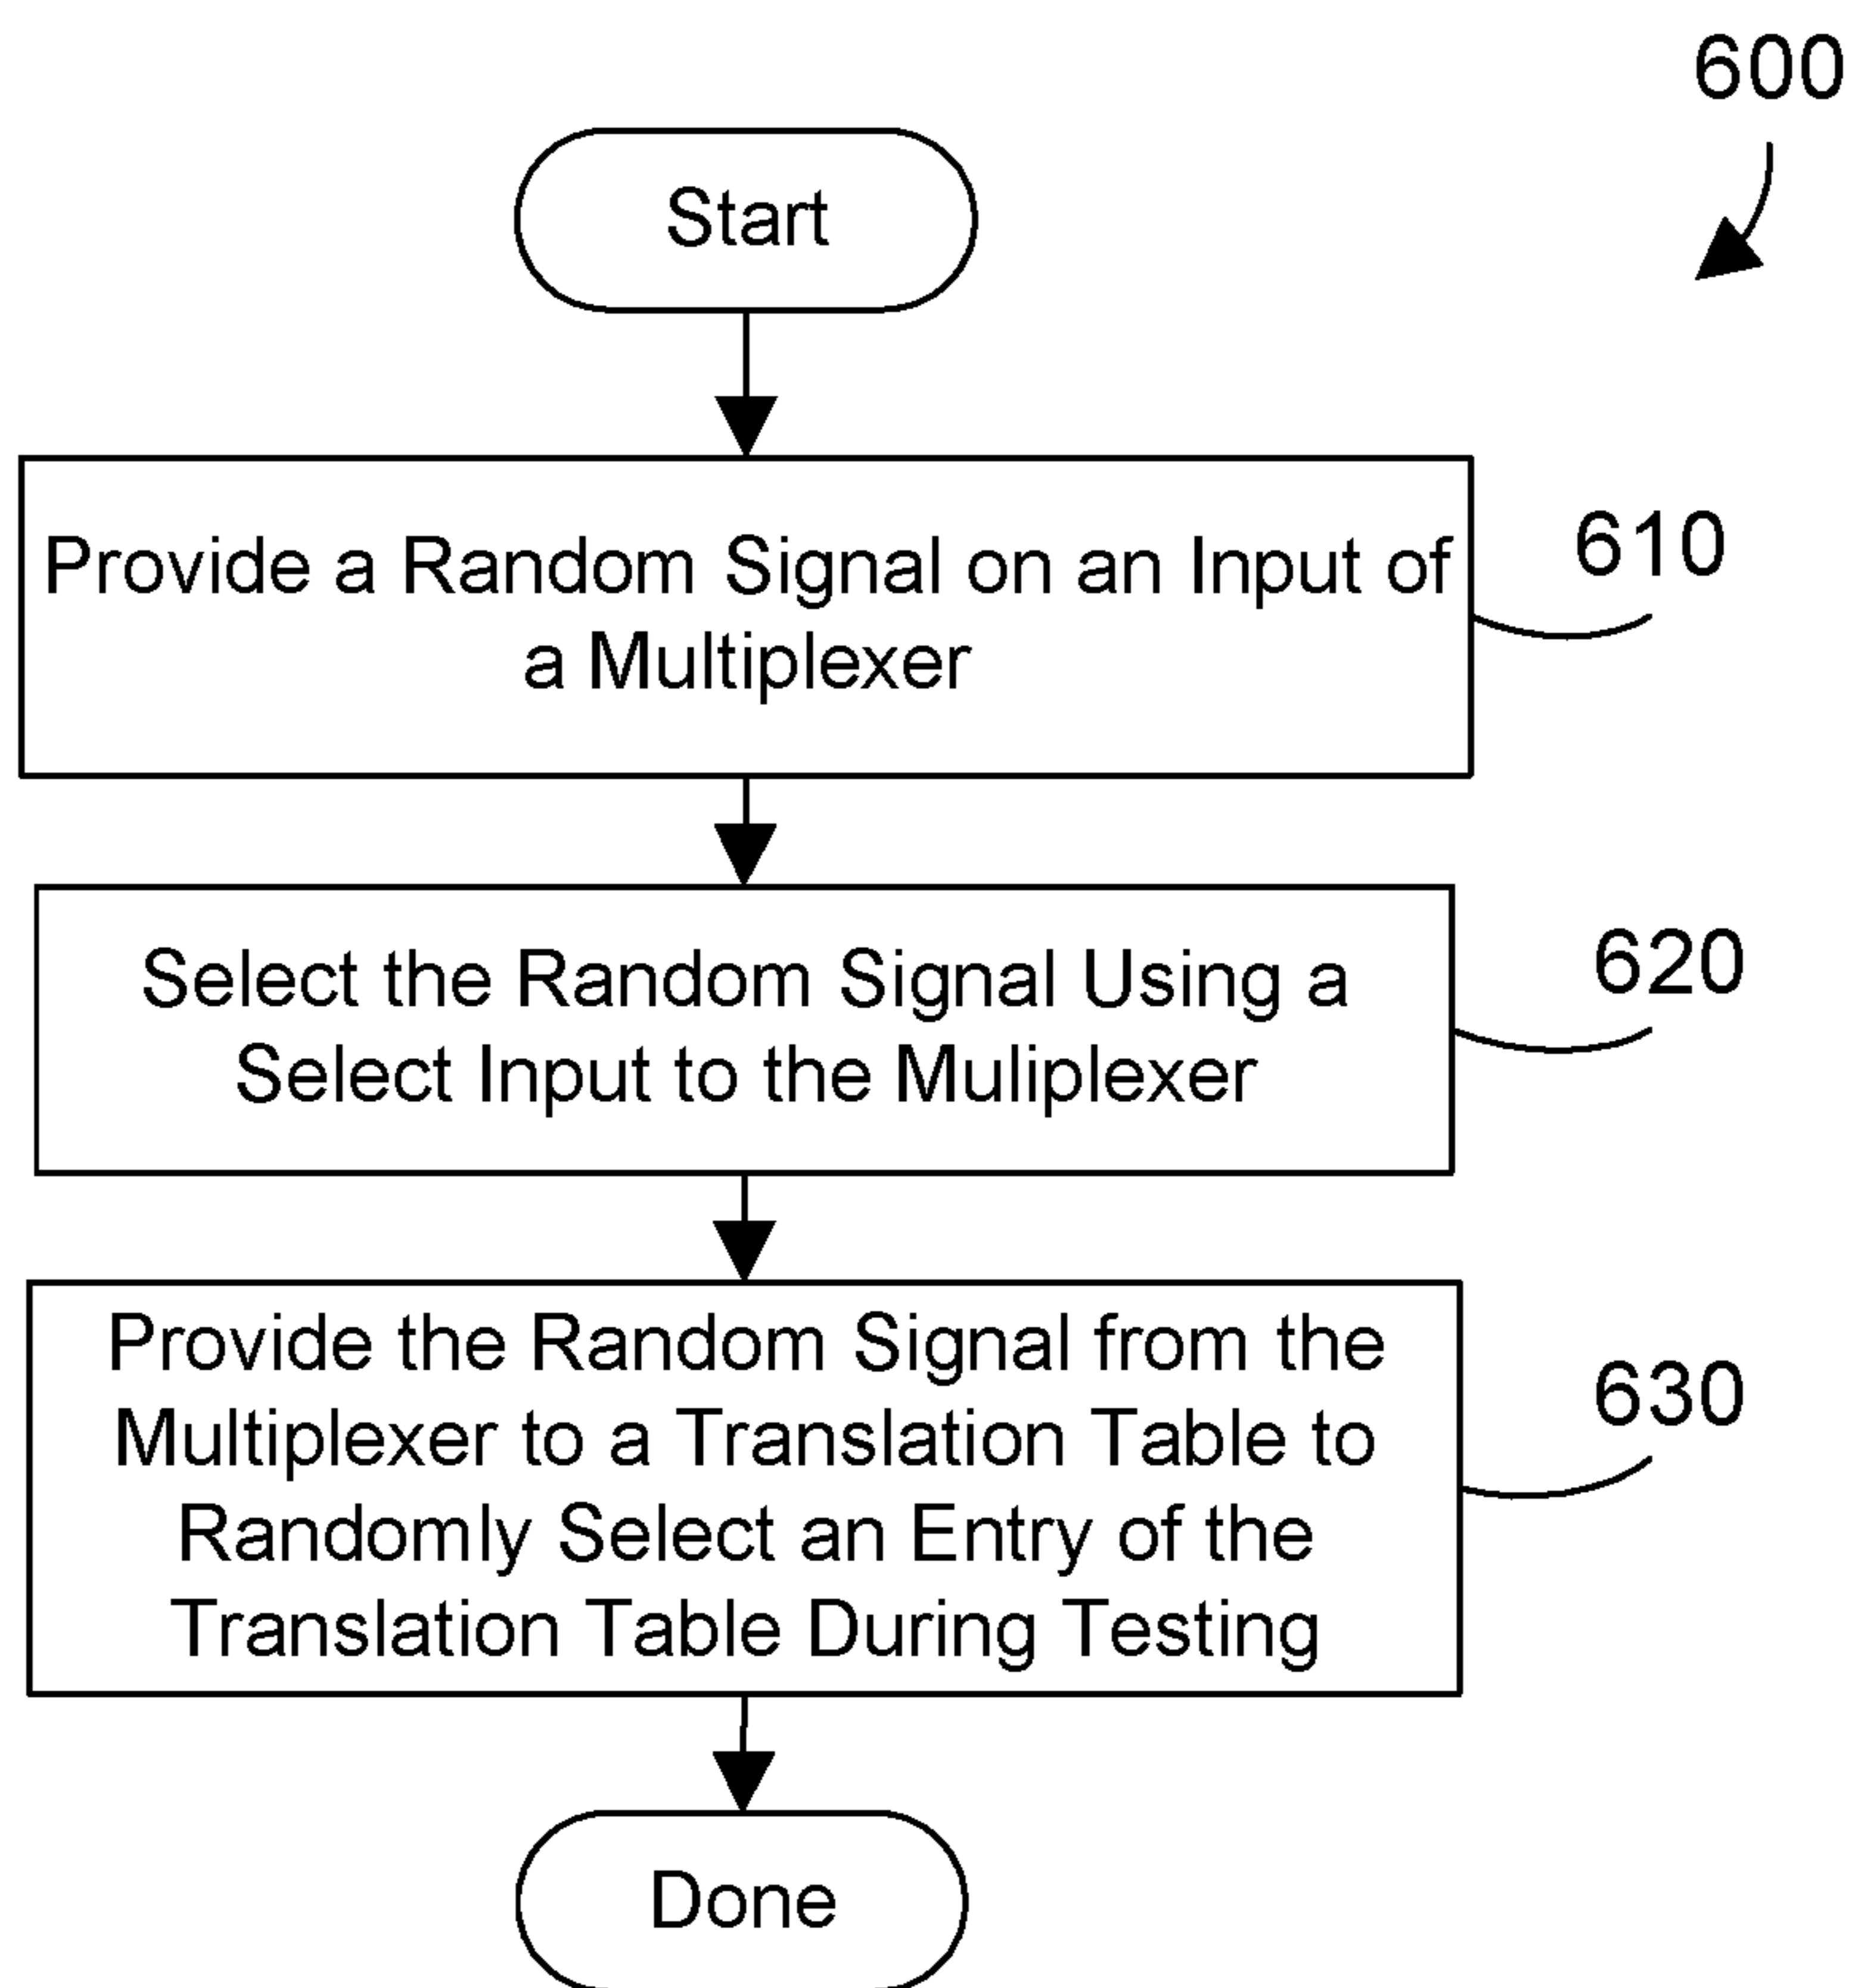 600
Start
Provide a Random Signal on an Input of
a Multiplexer
610
Select the Random Signal Using a
Select Input to the Muliplexer
620
Provide the Random Signal from the
Multiplexer to a Translation Table to
Randomly Select an Entry of the
Translation Table During Testing
630
Done